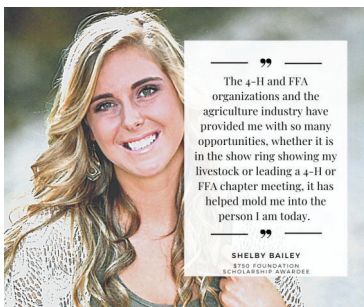 ”
The 4-H and FFA
organizations and the
agriculture industry have
provided me with so many
opportunities, whether it is
in the show ring showing my
livestock or leading a 4-H or
FFA chapter meeting, it has
helped mold me into the
person I am today.
”
SHELBY BAILEY
$750 FOUNDATION
SCHOLARSHIP AWARDEE